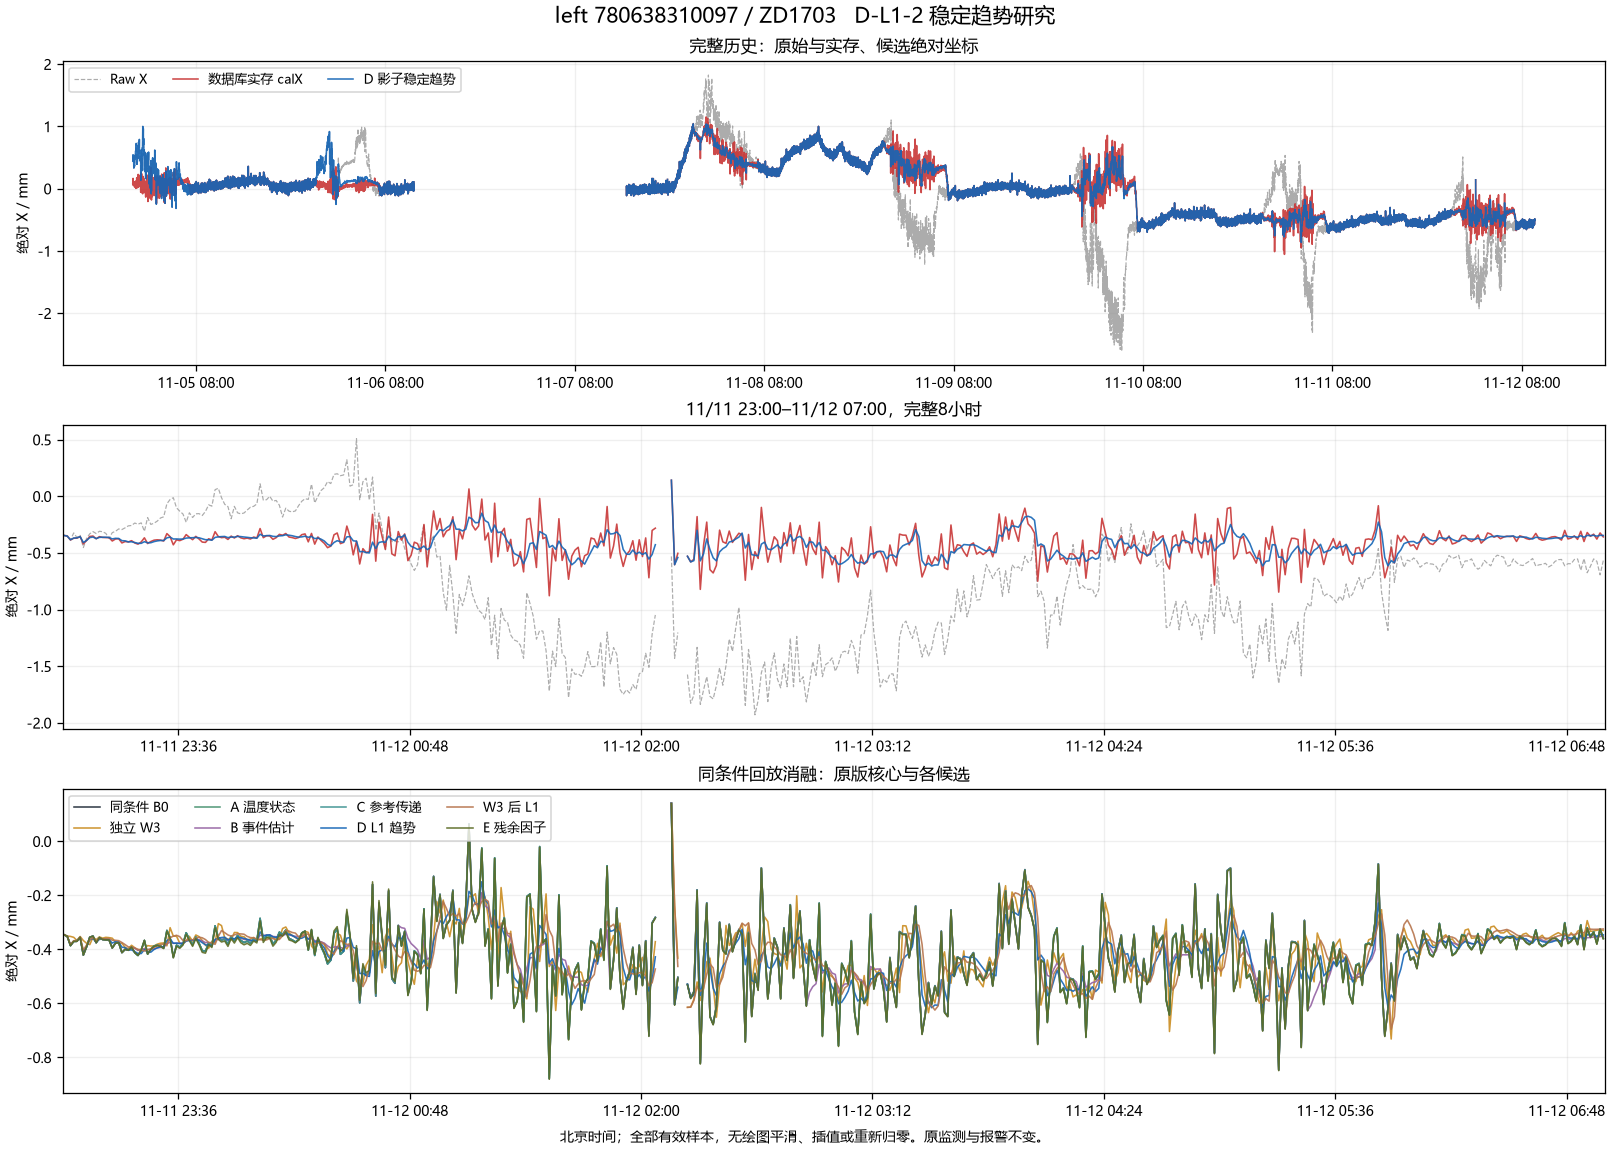 left 780638310097 / ZD1703   D-L1-2 稳定趋势研究
完整历史：原始与实存、候选绝对坐标
Raw X
数据库实存 calX
D 影子稳定趋势
绝对 X / mm
2
1
0
-1
-2
11-05 08:00
11-06 08:00
11-07 08:00
11-08 08:00
11-09 08:00
11-10 08:00
11-11 08:00
11-12 08:00
11/11 23:00–11/12 07:00，完整8小时
绝对 X / mm
0.5
0.0
-0.5
-1.0
-1.5
-2.0
11-11 23:36
11-12 00:48
11-12 02:00
11-12 03:12
11-12 04:24
11-12 05:36
11-12 06:48
同条件回放消融：原版核心与各候选
同条件 B0
A 温度状态
C 参考传递
W3 后 L1
独立 W3
B 事件估计
D L1 趋势
E 残余因子
绝对 X / mm
0.0
-0.2
-0.4
-0.6
-0.8
11-11 23:36
11-12 00:48
11-12 02:00
11-12 03:12
11-12 04:24
11-12 05:36
11-12 06:48
北京时间；全部有效样本，无绘图平滑、插值或重新归零。原监测与报警不变。